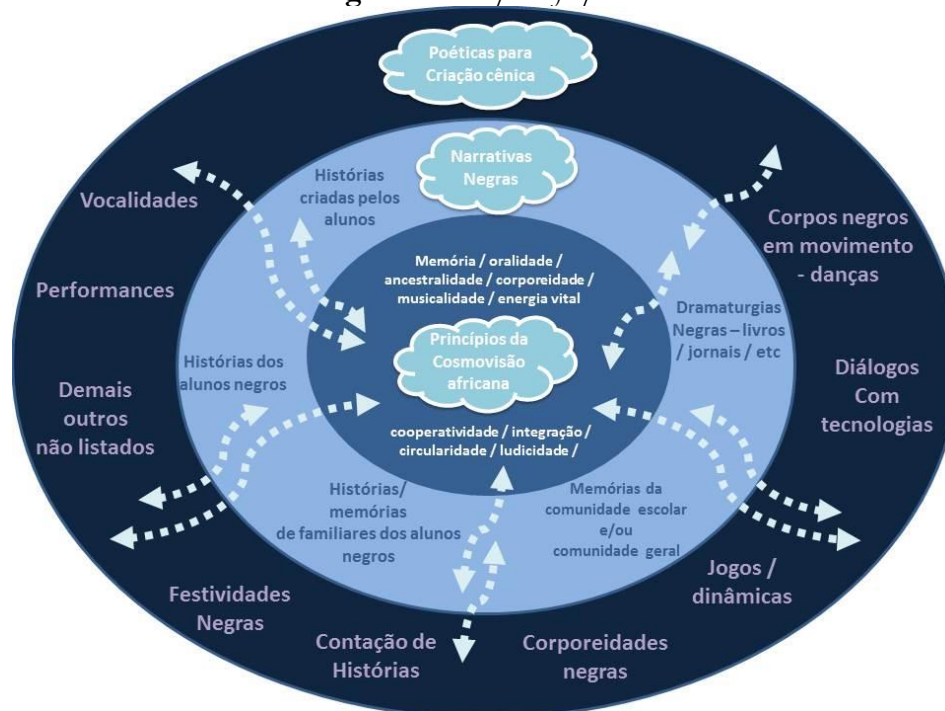 Poéticas para
Criação cênica
Narrativas
Negras
Histórias
criadas pelos
alunos
Vocalidades
Corpos negros
em movimento
- danças
Memória / oralidade /
ancestralidade / corporeidade /
musicalidade / energia vital
Performances
Dramaturgias
Negras – livros
/ jornais / etc
Princípios da
Cosmovisão
africana
Histórias dos
alunos negros
Diálogos
Com
tecnologias
Demais
outros
não listados
cooperatividade / integração /
circularidade / ludicidade /
Histórias/
memórias
de familiares dos alunos
negros
Memórias da
comunidade escolar
e/ou
comunidade geral
Jogos /
dinâmicas
Festividades
Negras
Contação de
Histórias
Corporeidades
negras